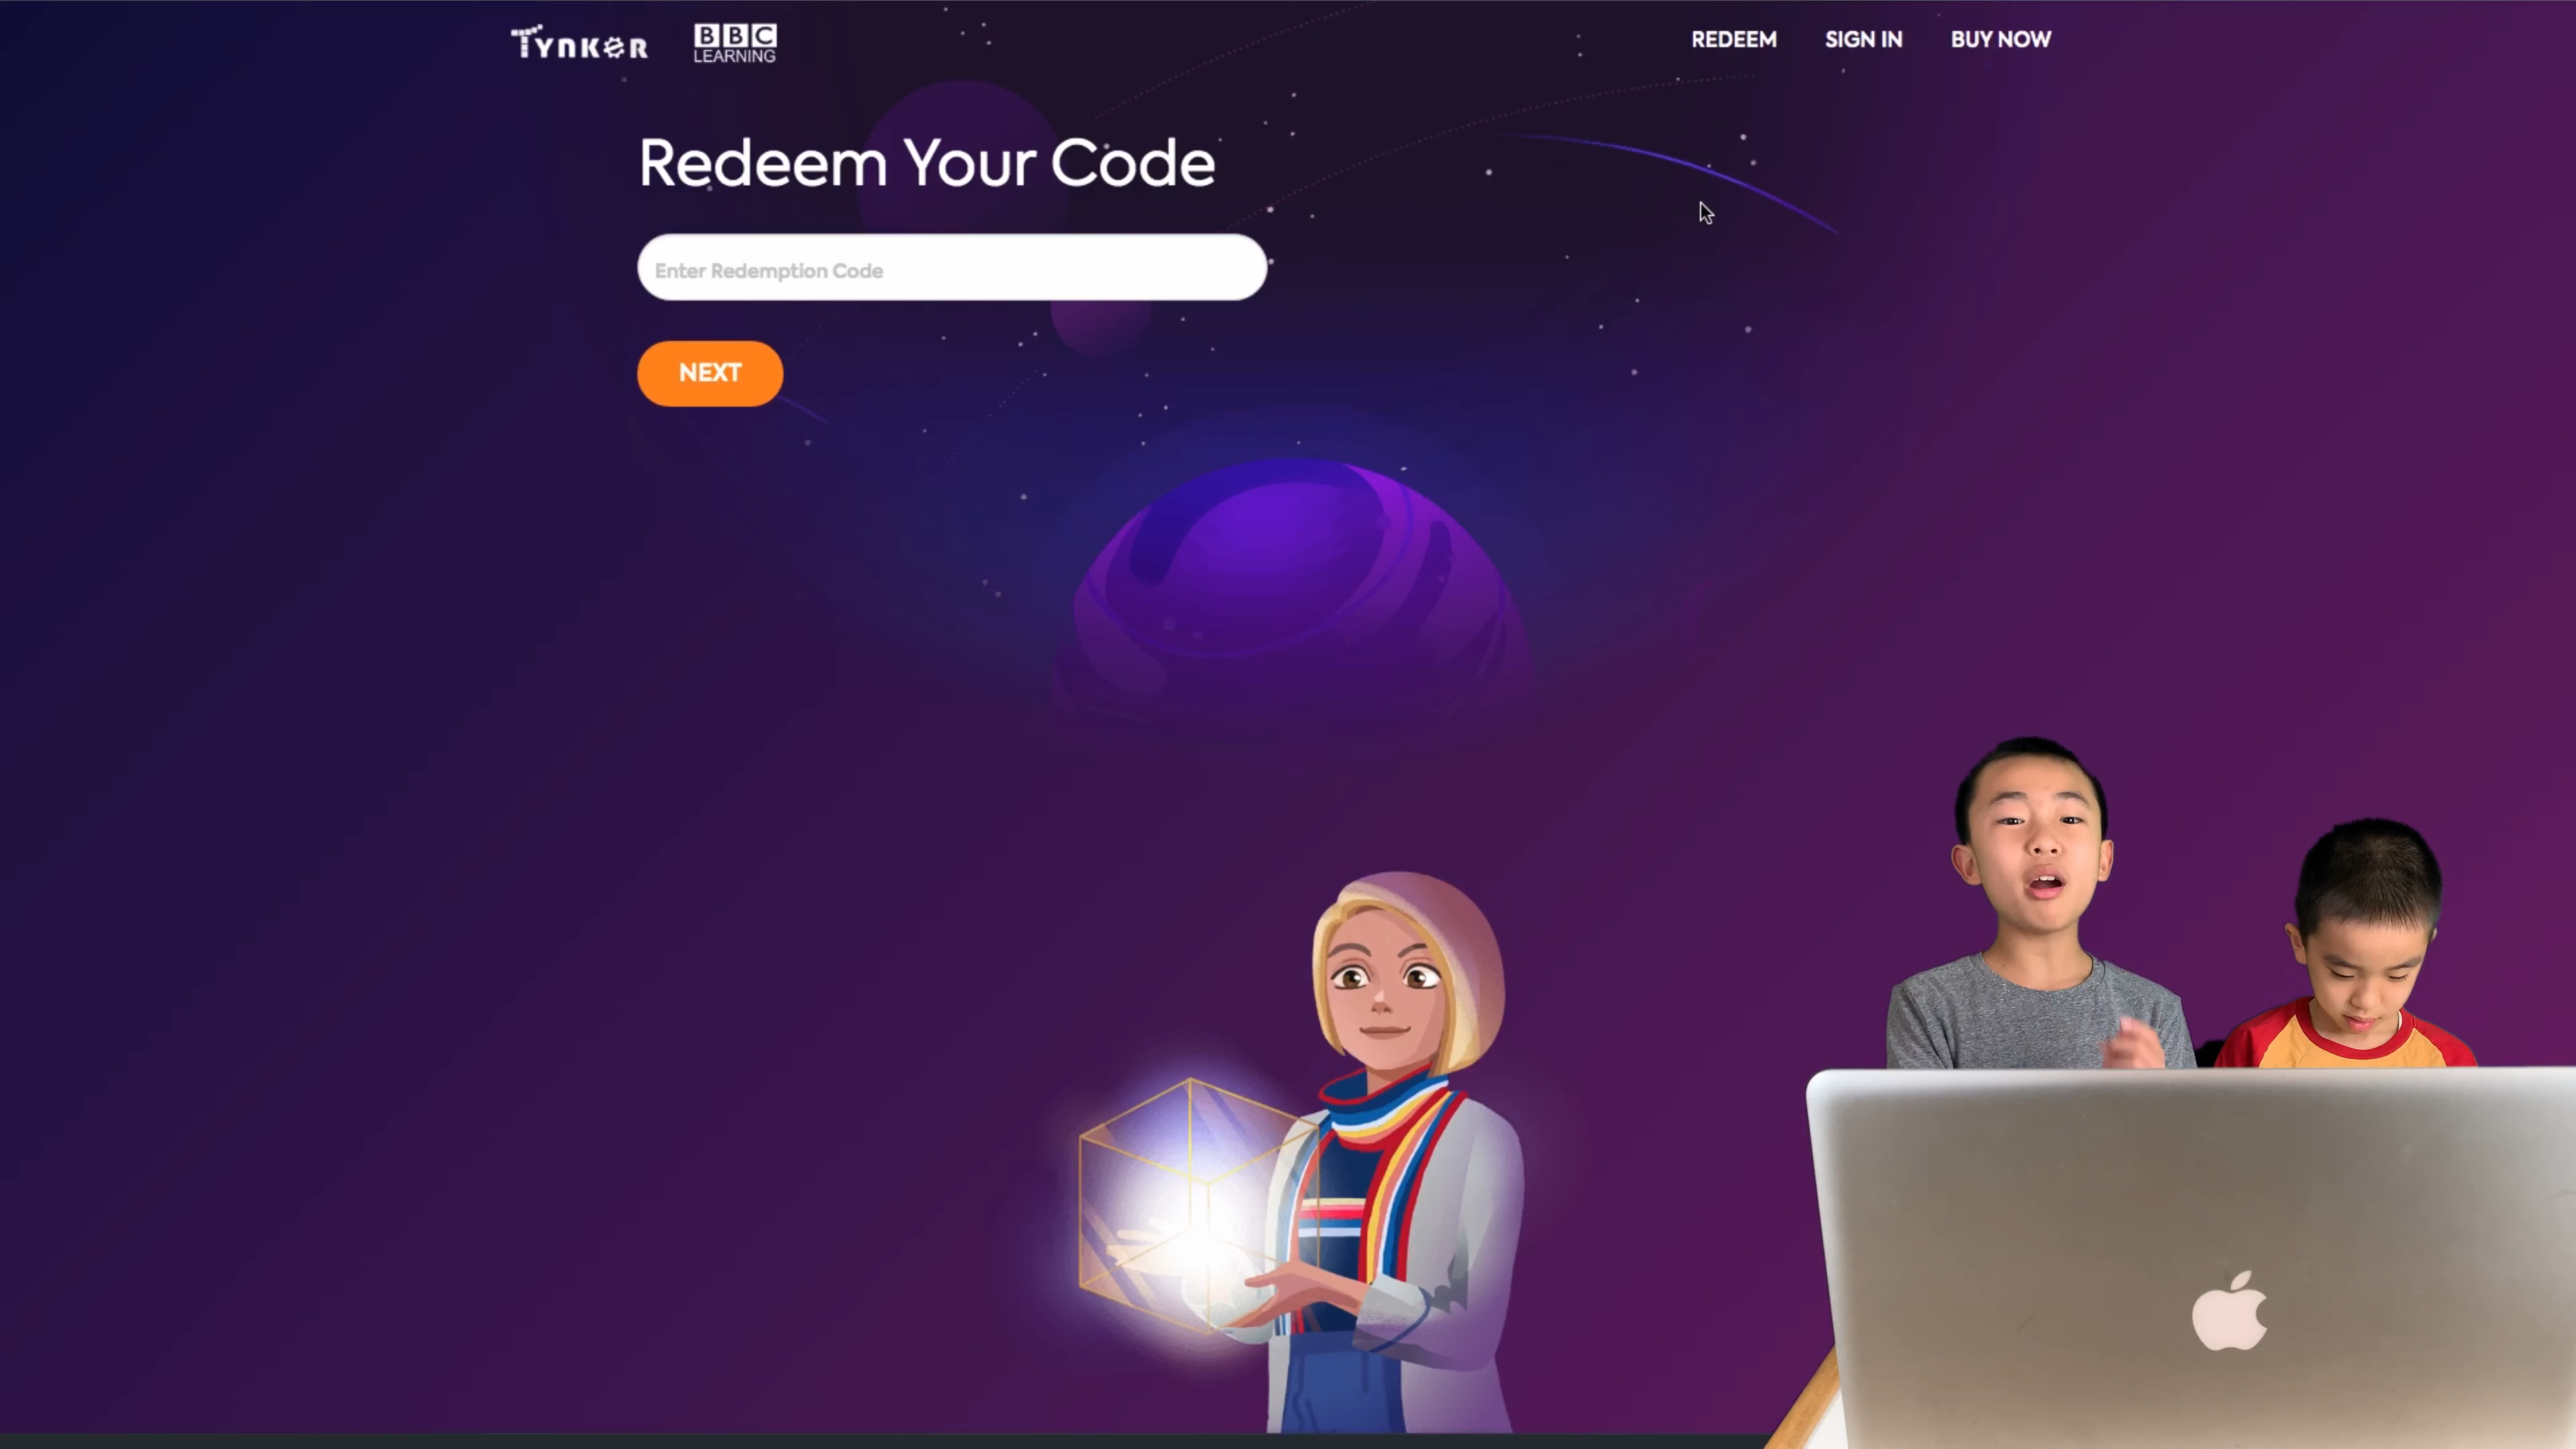 TYNKER
BBC
LEARNING
REDEEM
SIGN IN
BUY NOW
Redeem Your Code
Enter Redemption Code
NEXT